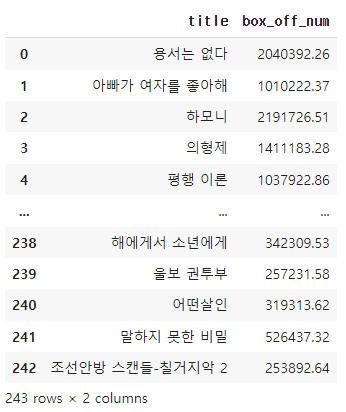 title box_off_num
0 용서는 없다 2040392.26
1 아빠가 여자를 좋아해 1010222.37
2 하모니 2191726.51
3 의형제 1411183.28
4 평행 이론 1037922.86
... ... ...
238 해에게서 소년에게 342309.53
239 울보 권투부 257231.58
240 어떤살인 319313.62
241 말하지 못한 비밀 526437.32
242 조선안방 스캔들-칠거지악 2 253892.64
243 rows × 2 columns